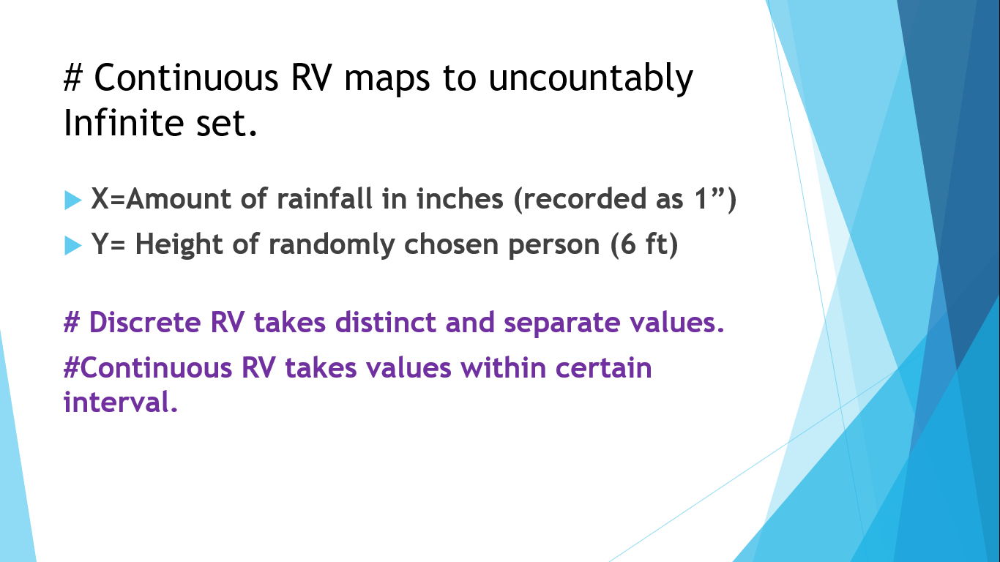 # Continuous RV maps to uncountably
Infinite set.
X=Amount of rainfall in inches (recorded as 1”)
Y= Height of randomly chosen person (6 ft)
# Discrete RV takes distinct and separate values.
#Continuous RV takes values within certain
interval.